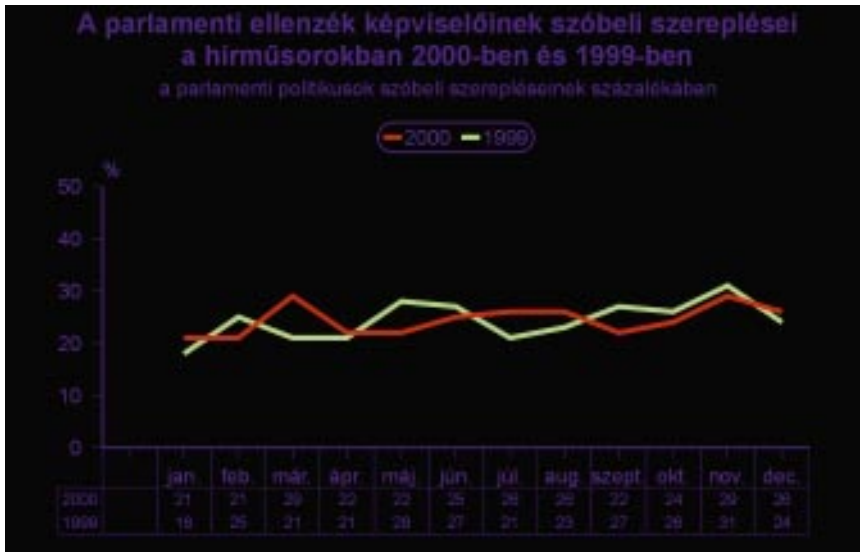 A parlamenti ellenzék képviselőinek szóbeli szereplései
a hírműsorokban 2000-ben és 1999-ben
a parlamenti politikusok szóbeli szerepléseinek százalékában
2000 1999
%
50
40
30
20
10
0
jan. feb. már. ápr. máj. jún. júl. aug. szept. okt. nov. dec.
2000 21 21 29 22 22 25 26 26 22 24 29 26
1999 18 25 21 21 28 27 21 23 27 26 31 24